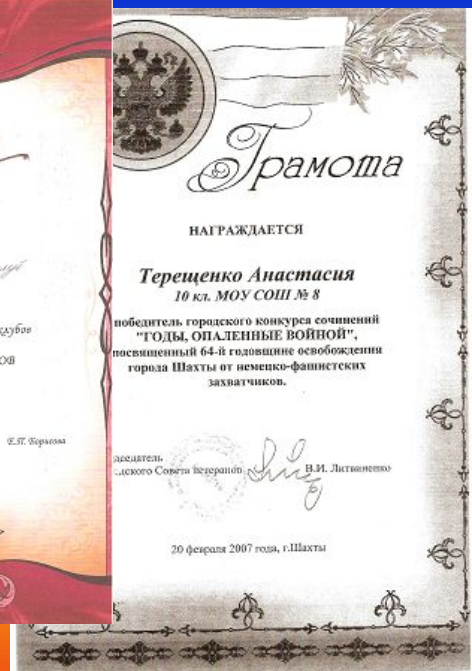 клубов
ОВ
Е.П. Борисова
Грамота
НАГРАЖДАЕТСЯ
Терещенко Анастасия
10 кл. МОУ СОШ № 8
победитель городского конкурса сочинений
"ГОДЫ, ОПАЛЕННЫЕ ВОЙНОЙ",
посвященный 64-й годовщине освобождения
города Шахты от немецко-фашистских
захватчиков.
Совета ветеранов В.И. Литвиненко
20 февраля 2007 года, г.Шахты